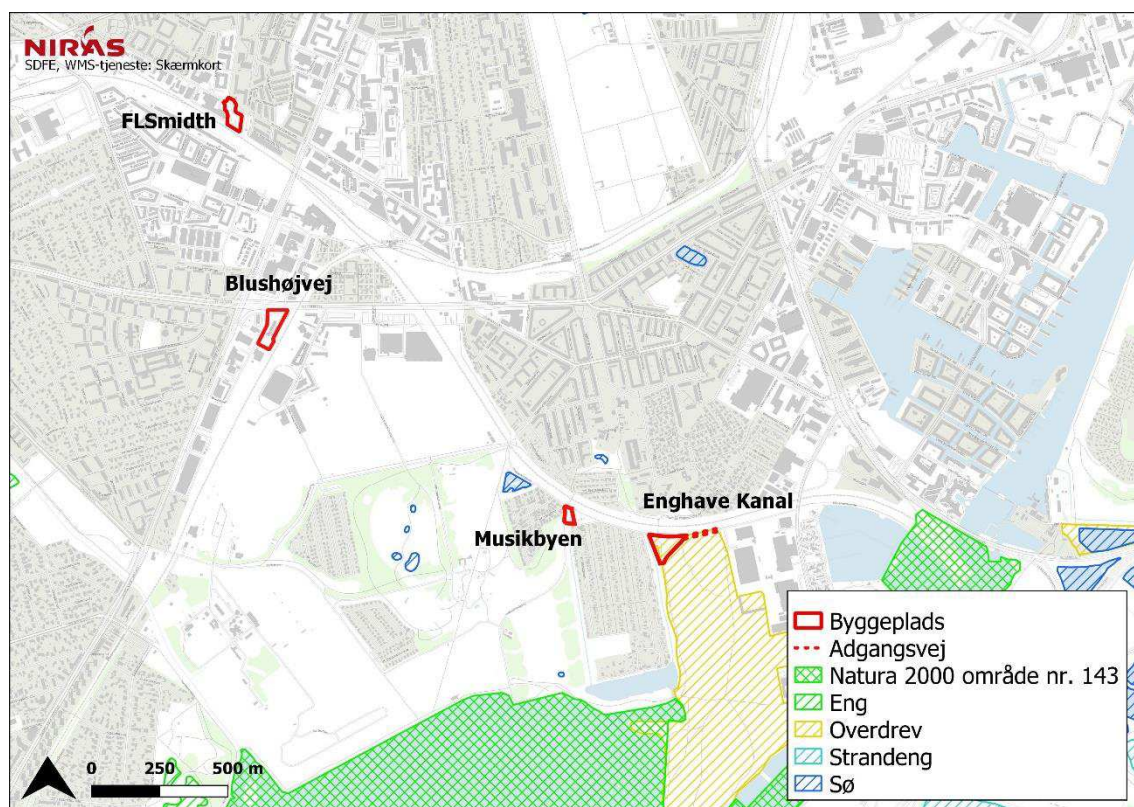 NIRÁS
SDFE, WMS-tjeneste: Skærmkort
FLSmidth
Blushøjvej
Musikbyen
Enghave Kanal
Byggeplads
Adgangsvej
Natura 2000 område nr. 143
Eng
Overdrev
Strandeng
Sø
0 250 500 m